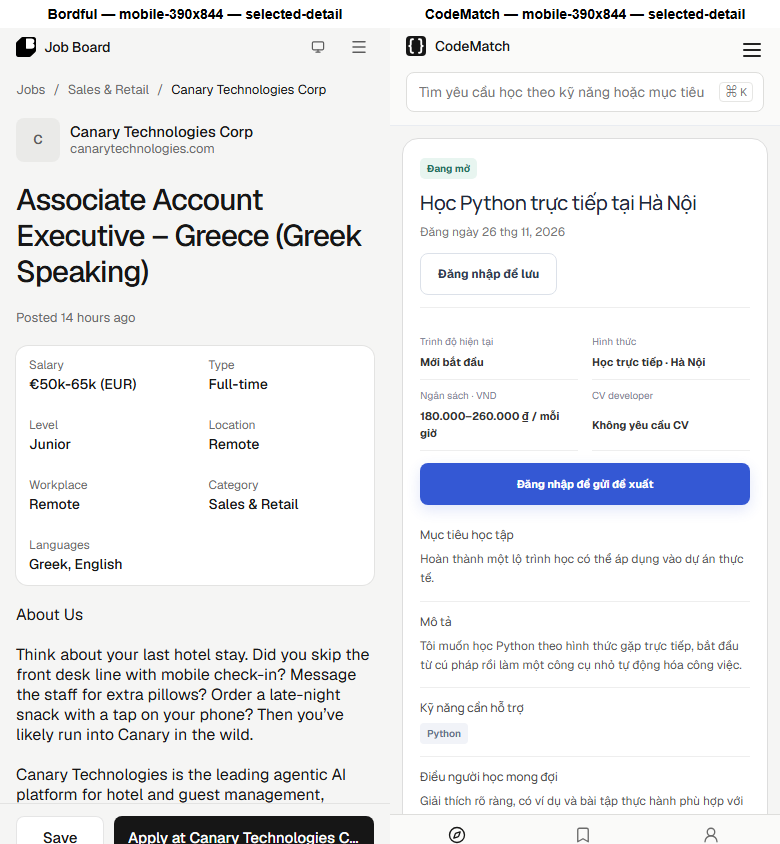 Bordful — mobile-390x844 — selected-detail
Job Board
Jobs / Sales & Retail / Canary Technologies Corp
C
Canary Technologies Corp
canarytechnologies.com
Associate Account
Executive – Greece (Greek
Speaking)
Posted 14 hours ago
Salary
€50k-65k (EUR)
Type
Full-time
Level
Junior
Location
Remote
Workplace
Remote
Category
Sales & Retail
Languages
Greek, English
About Us
Think about your last hotel stay. Did you skip the
front desk line with mobile check-in? Message
the staff for extra pillows? Order a late-night
snack with a tap on your phone? Then you’ve
likely run into Canary in the wild.
Canary Technologies is the leading agentic AI
platform for hotel and guest management,
Save
Apply at Canary Technologies C...
CodeMatch — mobile-390x844 — selected-detail
CodeMatch
Tìm yêu cầu học theo kỹ năng hoặc mục tiêu
⌘ K
Đang mở
Học Python trực tiếp tại Hà Nội
Đăng ngày 26 thg 11, 2026
Đăng nhập để lưu
Trình độ hiện tại
Mới bắt đầu
Hình thức
Học trực tiếp · Hà Nội
Ngân sách · VND
180.000–260.000 ₫ / mỗi
giờ
CV developer
Không yêu cầu CV
Đăng nhập để gửi đề xuất
Mục tiêu học tập
Hoàn thành một lộ trình học có thể áp dụng vào dự án thực
tế.
Mô tả
Tôi muốn học Python theo hình thức gặp trực tiếp, bắt đầu
từ cú pháp rồi làm một công cụ nhỏ tự động hóa công việc.
Kỹ năng cần hỗ trợ
Python
Điều người học mong đợi
Giải thích rõ ràng, có ví dụ và bài tập thực hành phù hợp với